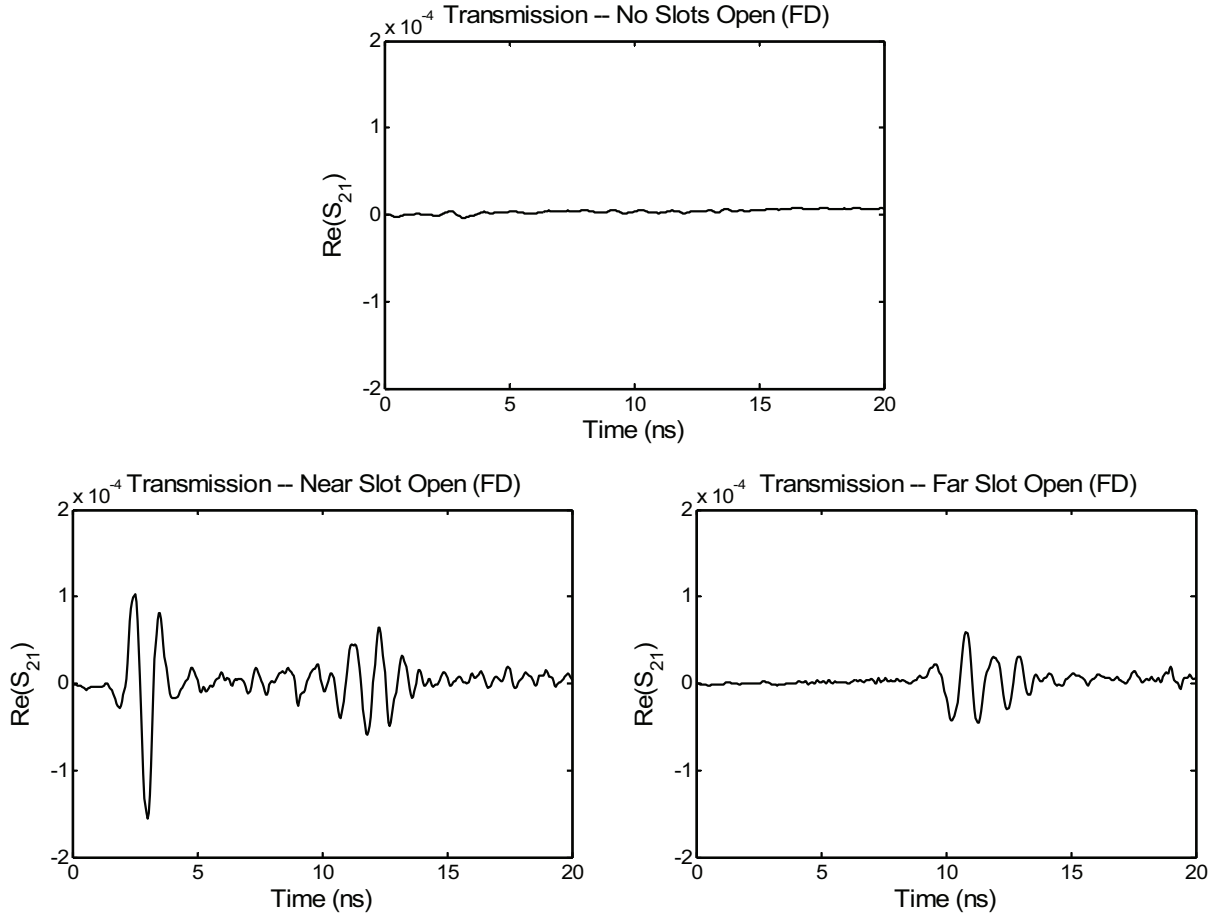 Transmission -- No Slots Open (FD)
x 10-4
2
1
0
-1
-2
Re(S21)
0 5 10 15 20
Time (ns)
x 10-4 Transmission -- Near Slot Open (FD)
2
1
0
-1
-2
Re(S21)
0 5 10 15 20
Time (ns)
x 10-4 Transmission -- Far Slot Open (FD)
2
1
0
-1
-2
Re(S21)
0 5 10 15 20
Time (ns)